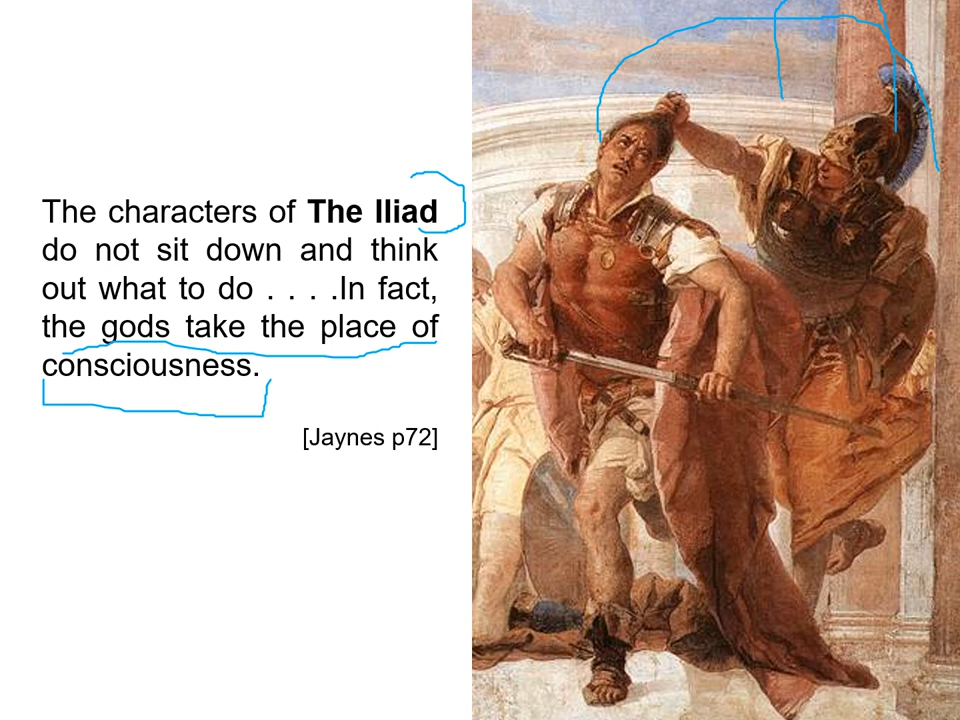 The characters of The Iliad
do not sit down and think
out what to do . . . .In fact,
the gods take the place of
consciousness.
[Jaynes p72]